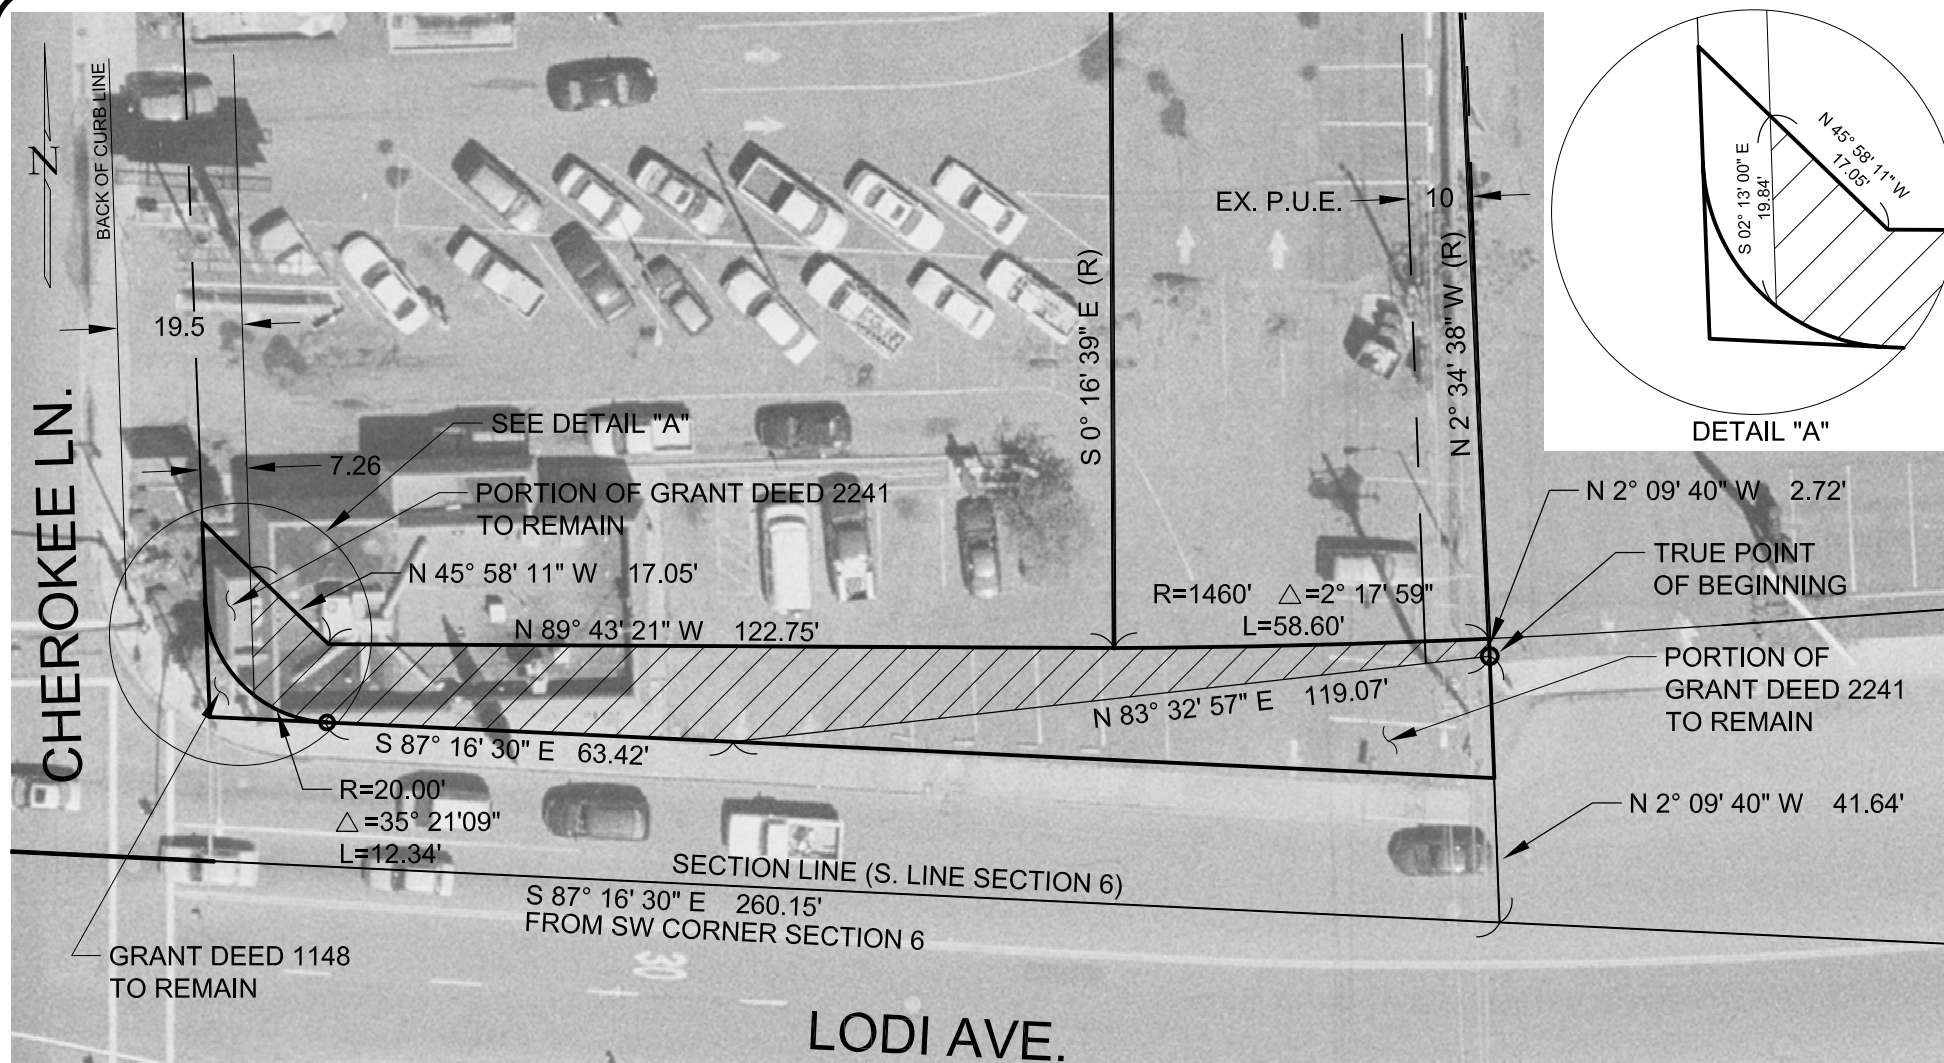 N
BACK OF CURB LINE
19.5
7.26
CHEROKEE LN.
SEE DETAIL "A"
PORTION OF GRANT DEED 2241
TO REMAIN
N 45° 58' 11" W 17.05'
N 89° 43' 21" W 122.75'
S 0° 16' 39" E (R)
EX. P.U.E.
10
N 2° 34' 38" W (R)
R=1460' △=2° 17' 59"
L=58.60'
N 45° 58' 11" W
17.05'
S 02° 13' 00" E
19.84'
DETAIL "A"
N 2° 09' 40" W 2.72'
TRUE POINT
OF BEGINNING
PORTION OF
GRANT DEED 2241
TO REMAIN
N 83° 32' 57" E 119.07'
S 87° 16' 30" E 63.42'
N 2° 09' 40" W 41.64'
R=20.00'
△=35° 21'09"
L=12.34'
SECTION LINE (S. LINE SECTION 6)
S 87° 16' 30" E 260.15'
FROM SW CORNER SECTION 6
GRANT DEED 1148
TO REMAIN
30
LODI AVE.